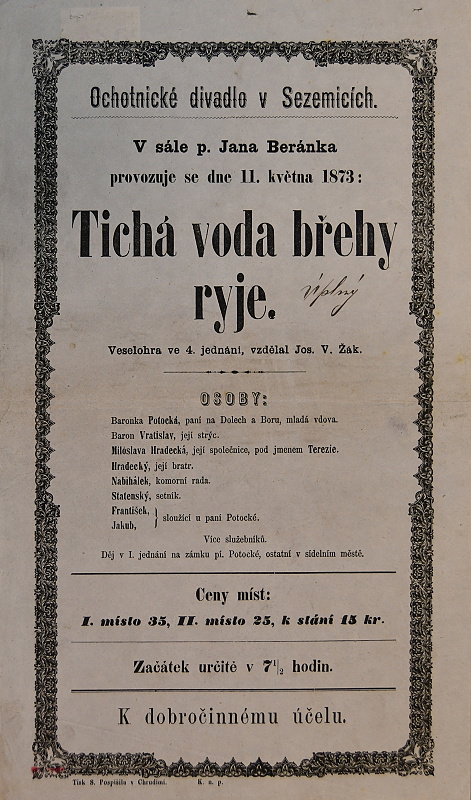 Ochotnické divadlo v Sezemicích.
V sále p. Jana Beránka
provozuje se dne 11. května 1873:
Tichá voda břehy
ryje.
Úplný
Veselohra ve 4. jednání, vzdělal Jos. V. Žák.
OSOBY:
Baronka Potocká, paní na Dolech a Boru, mladá vdova.
Baron Vratislav, její strýc.
Miloslava Hradecká, její společnice, pod jmenem Terezie.
Hradecký, její bratr.
Nabihálek, komorní rada.
Statenský, setník.
František,
Jakub, } sloužící u paní Potocké.
Více služebníků.
Děj v I. jednání na zámku pí. Potocké, ostatní v sídelním městě.
Ceny míst:
I. místo 35, II. místo 25, k stání 15 kr.
Začátek určitě v 7 1/2 hodin.
K dobročinnému účelu.
Tisk S. Pospíšila v Chrudimi. K. n. p.